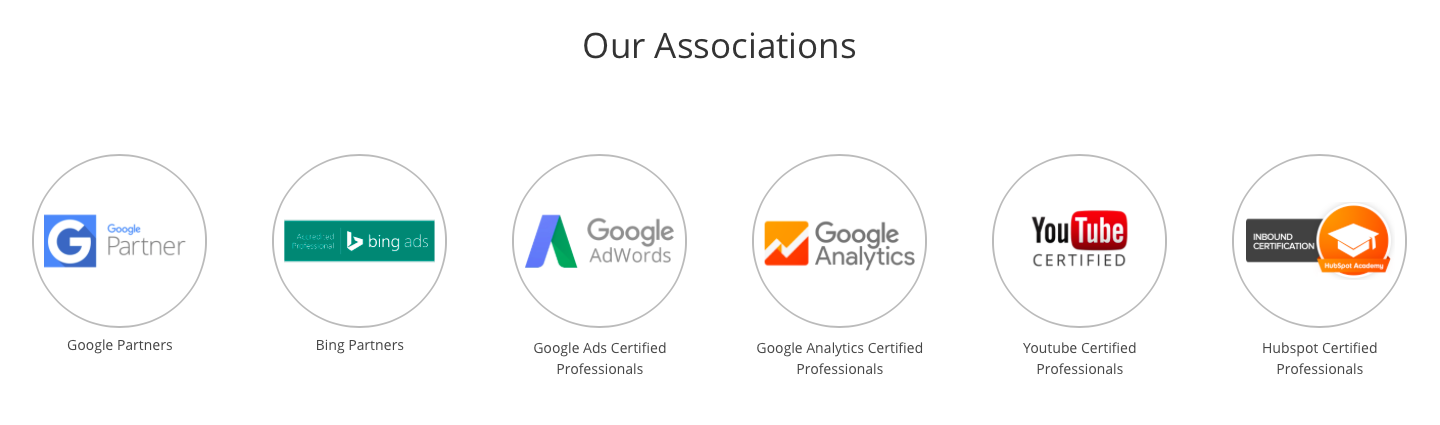 Our Associations
Google
Partner
Accredited
Professional
bing ads
Google
AdWords
Google
Analytics
YouTube
CERTIFIED
INBOUND
CERTIFICATION
HubSpot Academy
Google Partners
Bing Partners
Google Ads Certified
Professionals
Google Analytics Certified
Professionals
Youtube Certified
Professionals
Hubspot Certified
Professionals